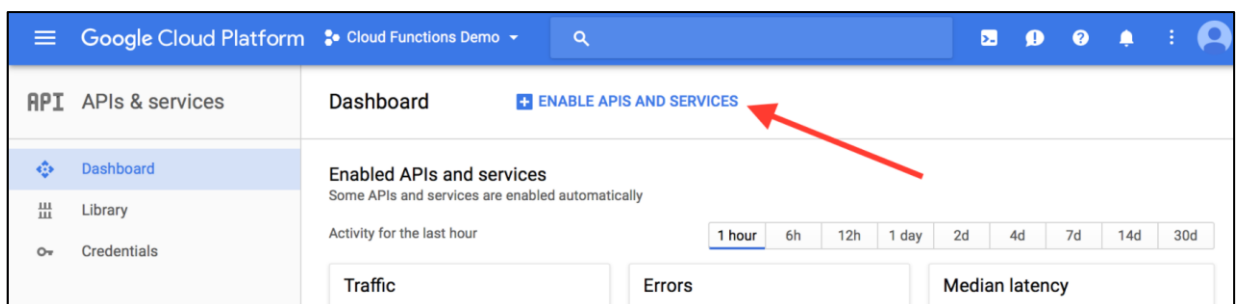 Google Cloud Platform Cloud Functions Demo
API APIs & services
Dashboard ENABLE APIS AND SERVICES
Dashboard
Library
Credentials
Enabled APIs and services
Some APIs and services are enabled automatically
Activity for the last hour
1 hour 6h 12h 1 day 2d 4d 7d 14d 30d
Traffic Errors Median latency